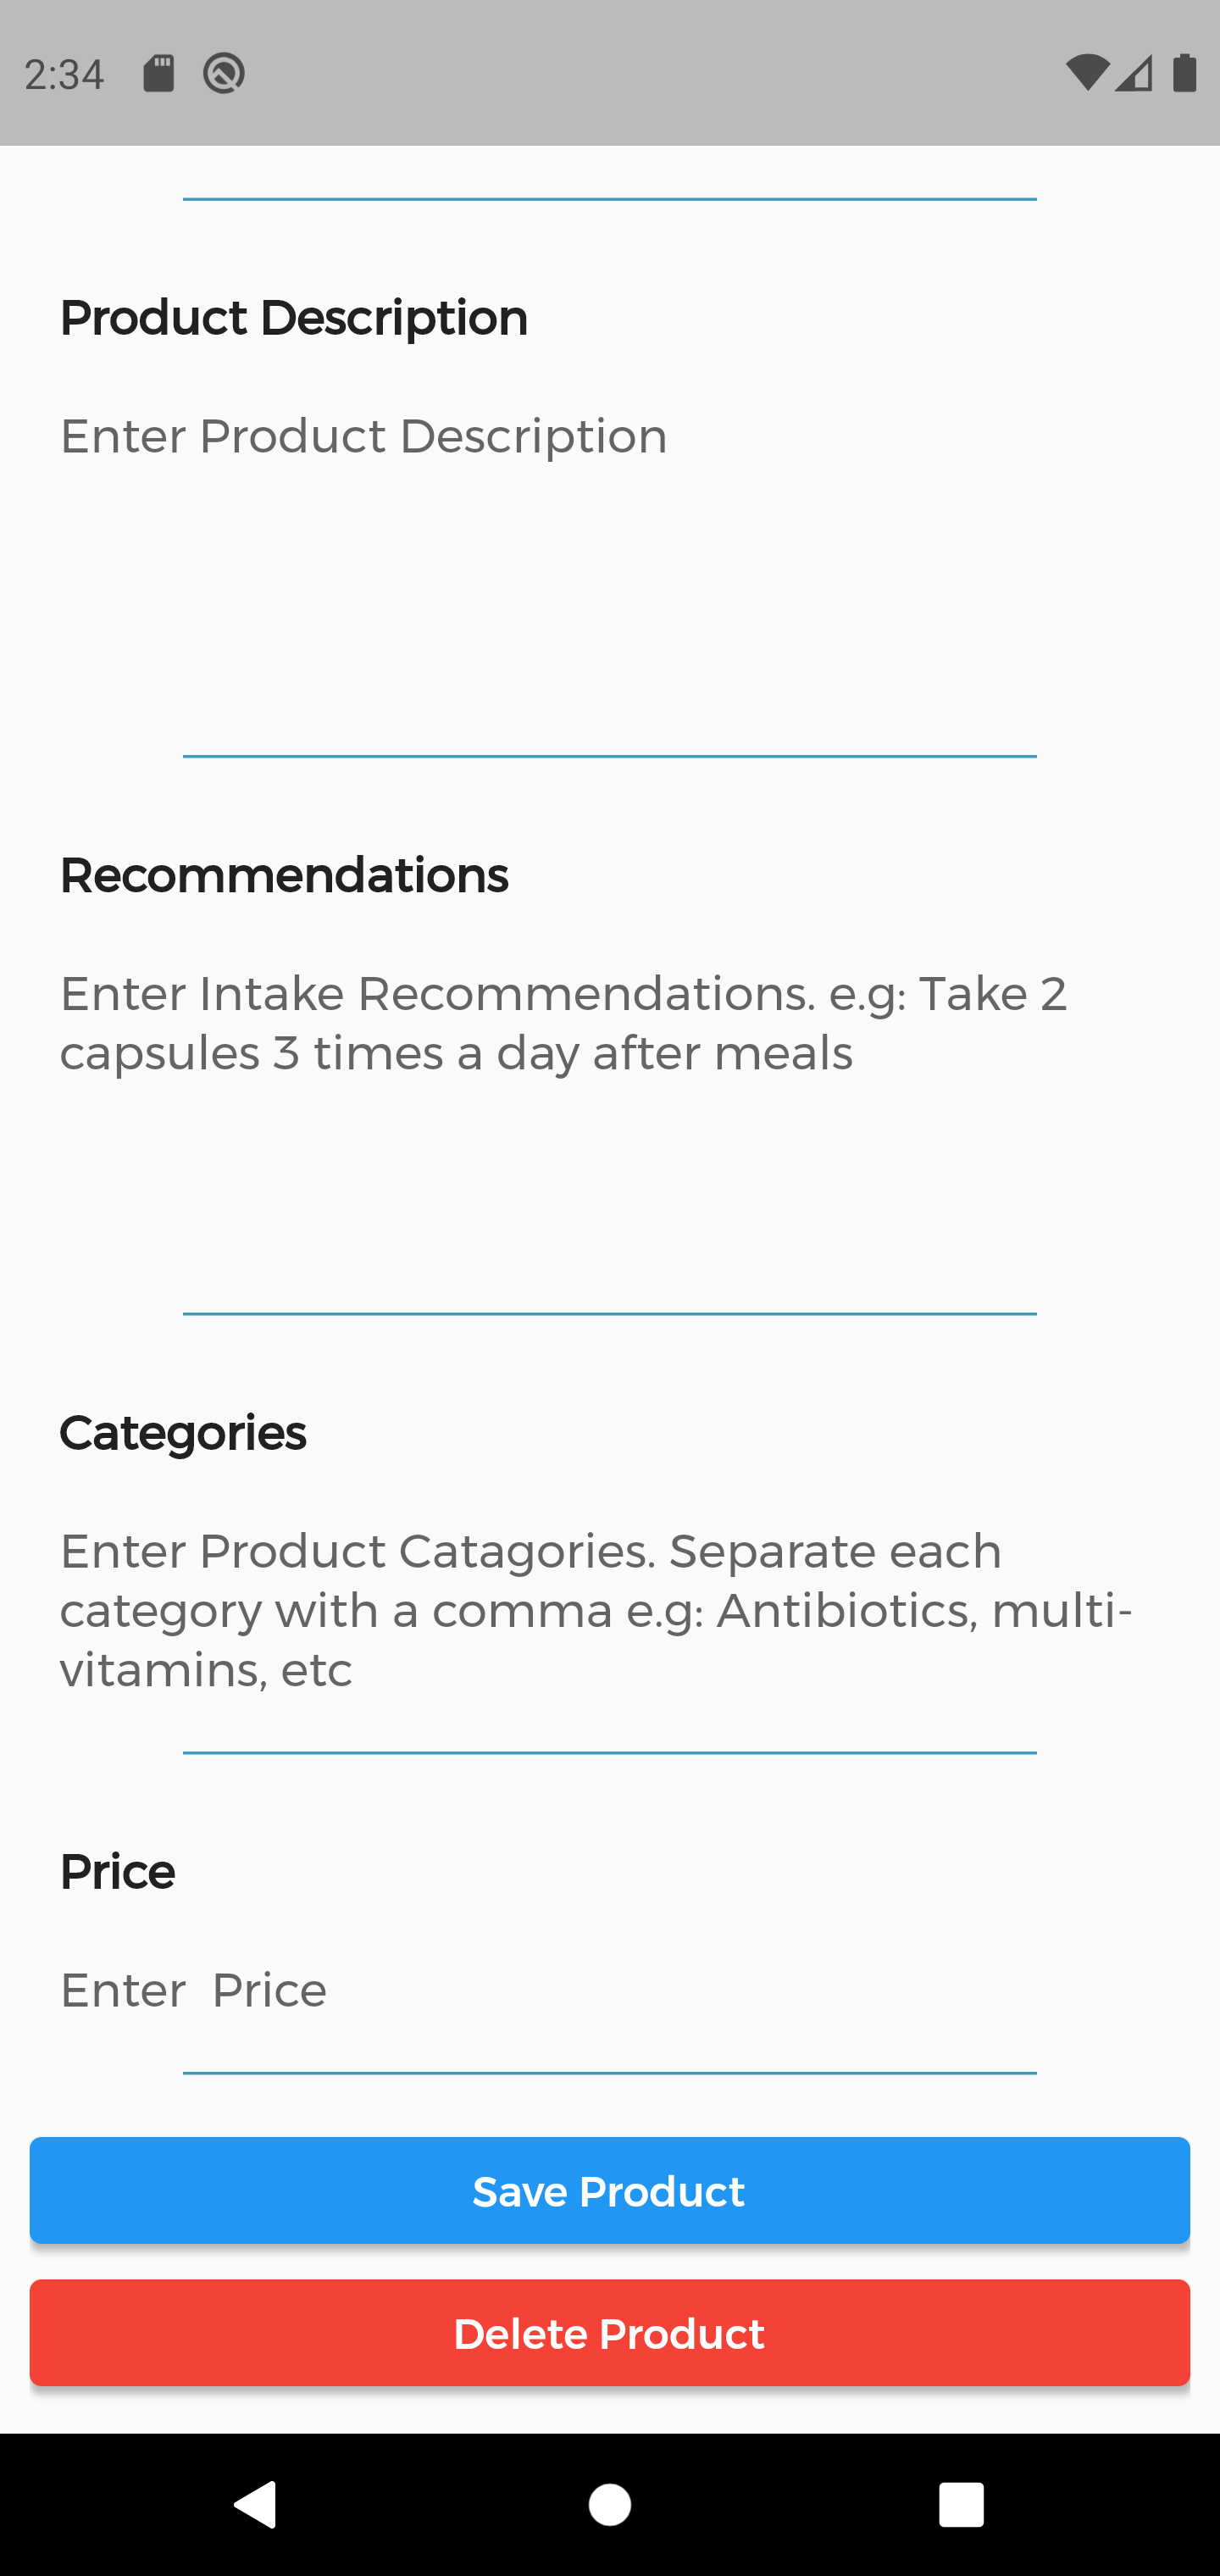 2:34
Product Description
Enter Product Description
Recommendations
Enter Intake Recommendations. e.g: Take 2
capsules 3 times a day after meals
Categories
Enter Product Catagories. Separate each
category with a comma e.g: Antibiotics, multi-
vitamins, etc
Price
Enter  Price
Save Product
Delete Product